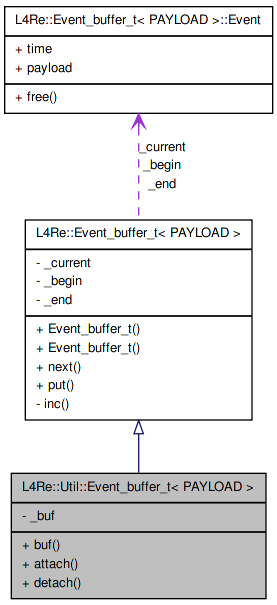 L4Re::Event_buffer_t< PAYLOAD >::Event
+ time
+ payload
+ free()
_current
_begin
_end
L4Re::Event_buffer_t< PAYLOAD >
- _current
- _begin
- _end
+ Event_buffer_t()
+ Event_buffer_t()
+ next()
+ put()
- inc()
L4Re::Util::Event_buffer_t< PAYLOAD >
- _buf
+ buf()
+ attach()
+ detach()